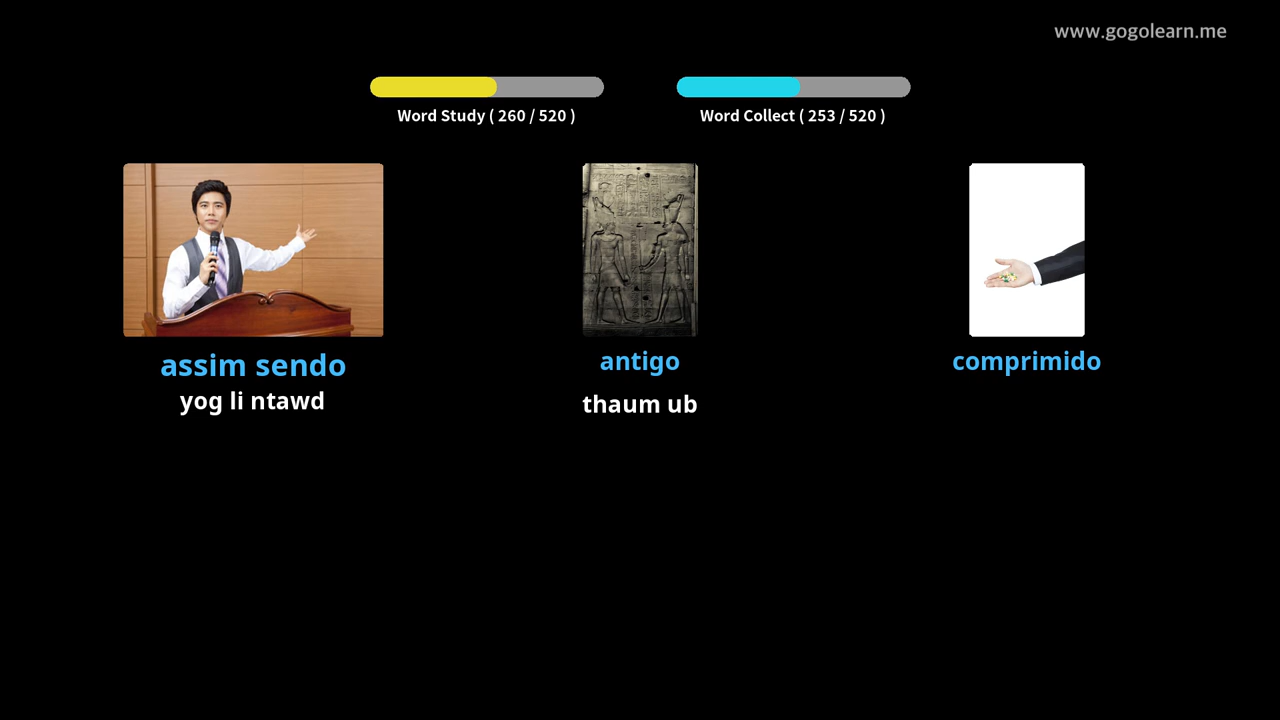 www.gogolearn.me
Word Study ( 260 / 520 )
Word Collect ( 253 / 520 )
assim sendo
yog li ntawd
antigo
thaum ub
comprimido